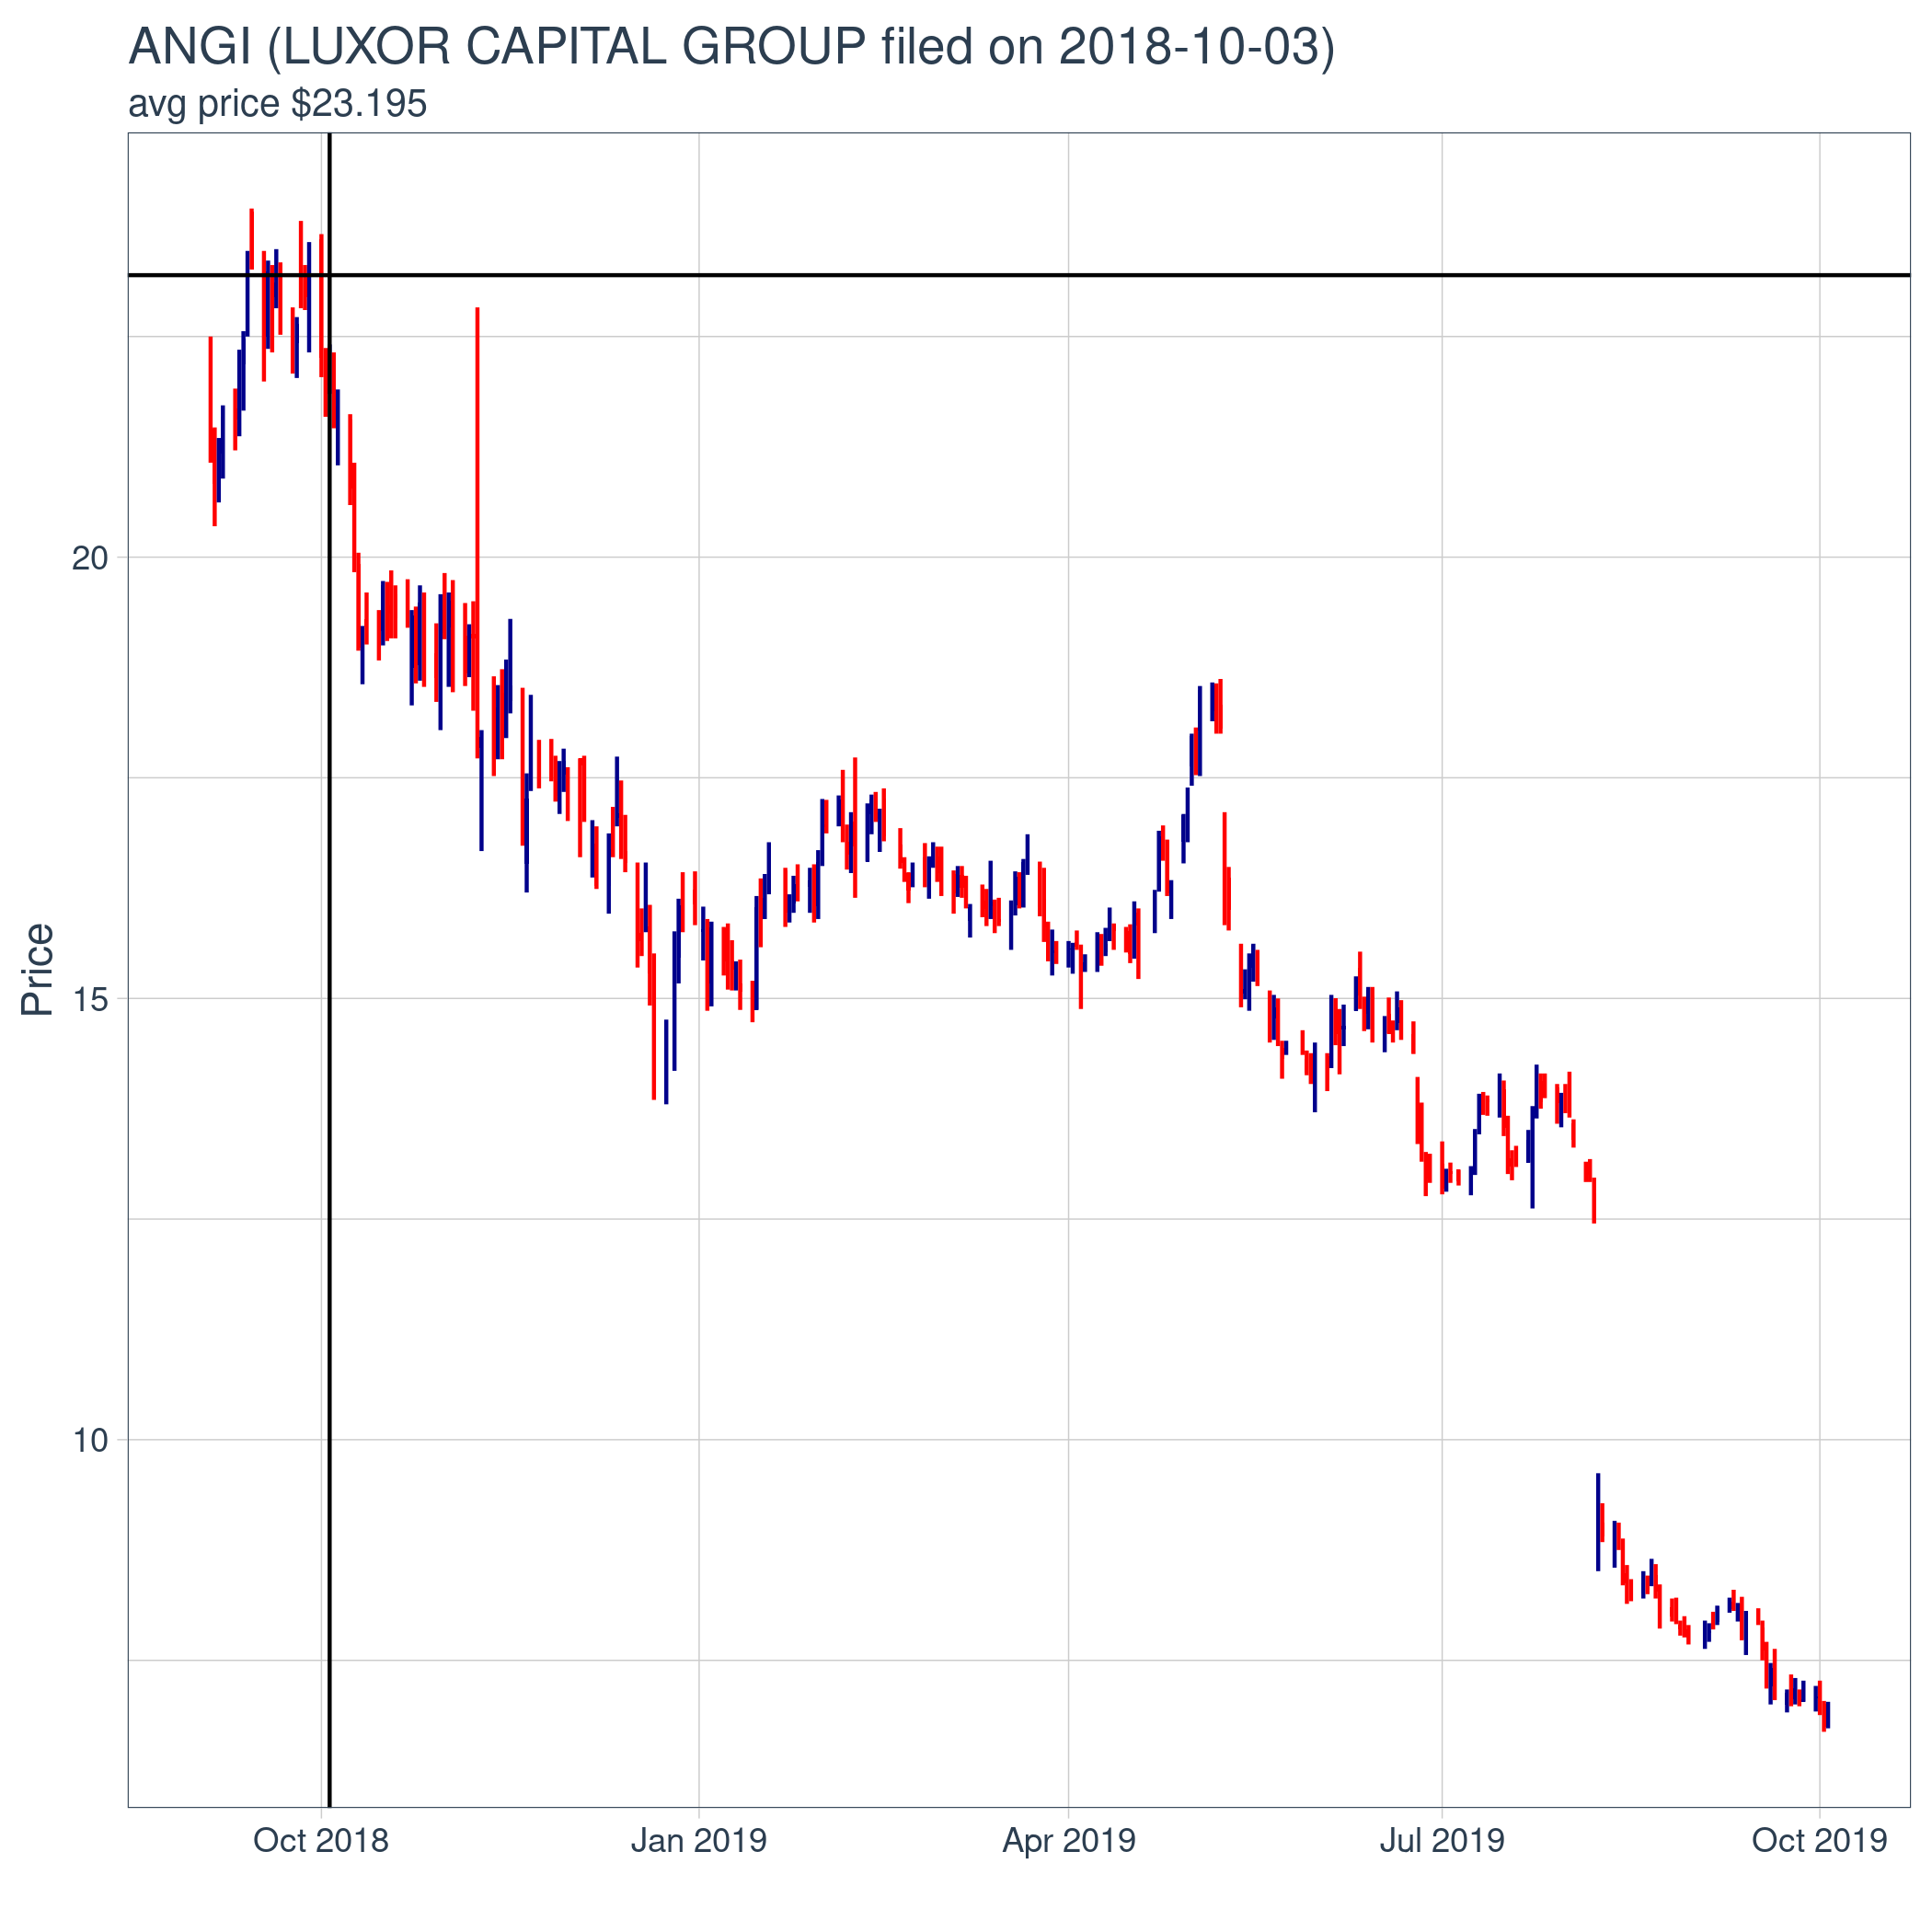 ANGI (LUXOR CAPITAL GROUP filed on 2018-10-03)
avg price $23.195
Price
20
15
10
Oct 2018
Jan 2019
Apr 2019
Jul 2019
Oct 2019